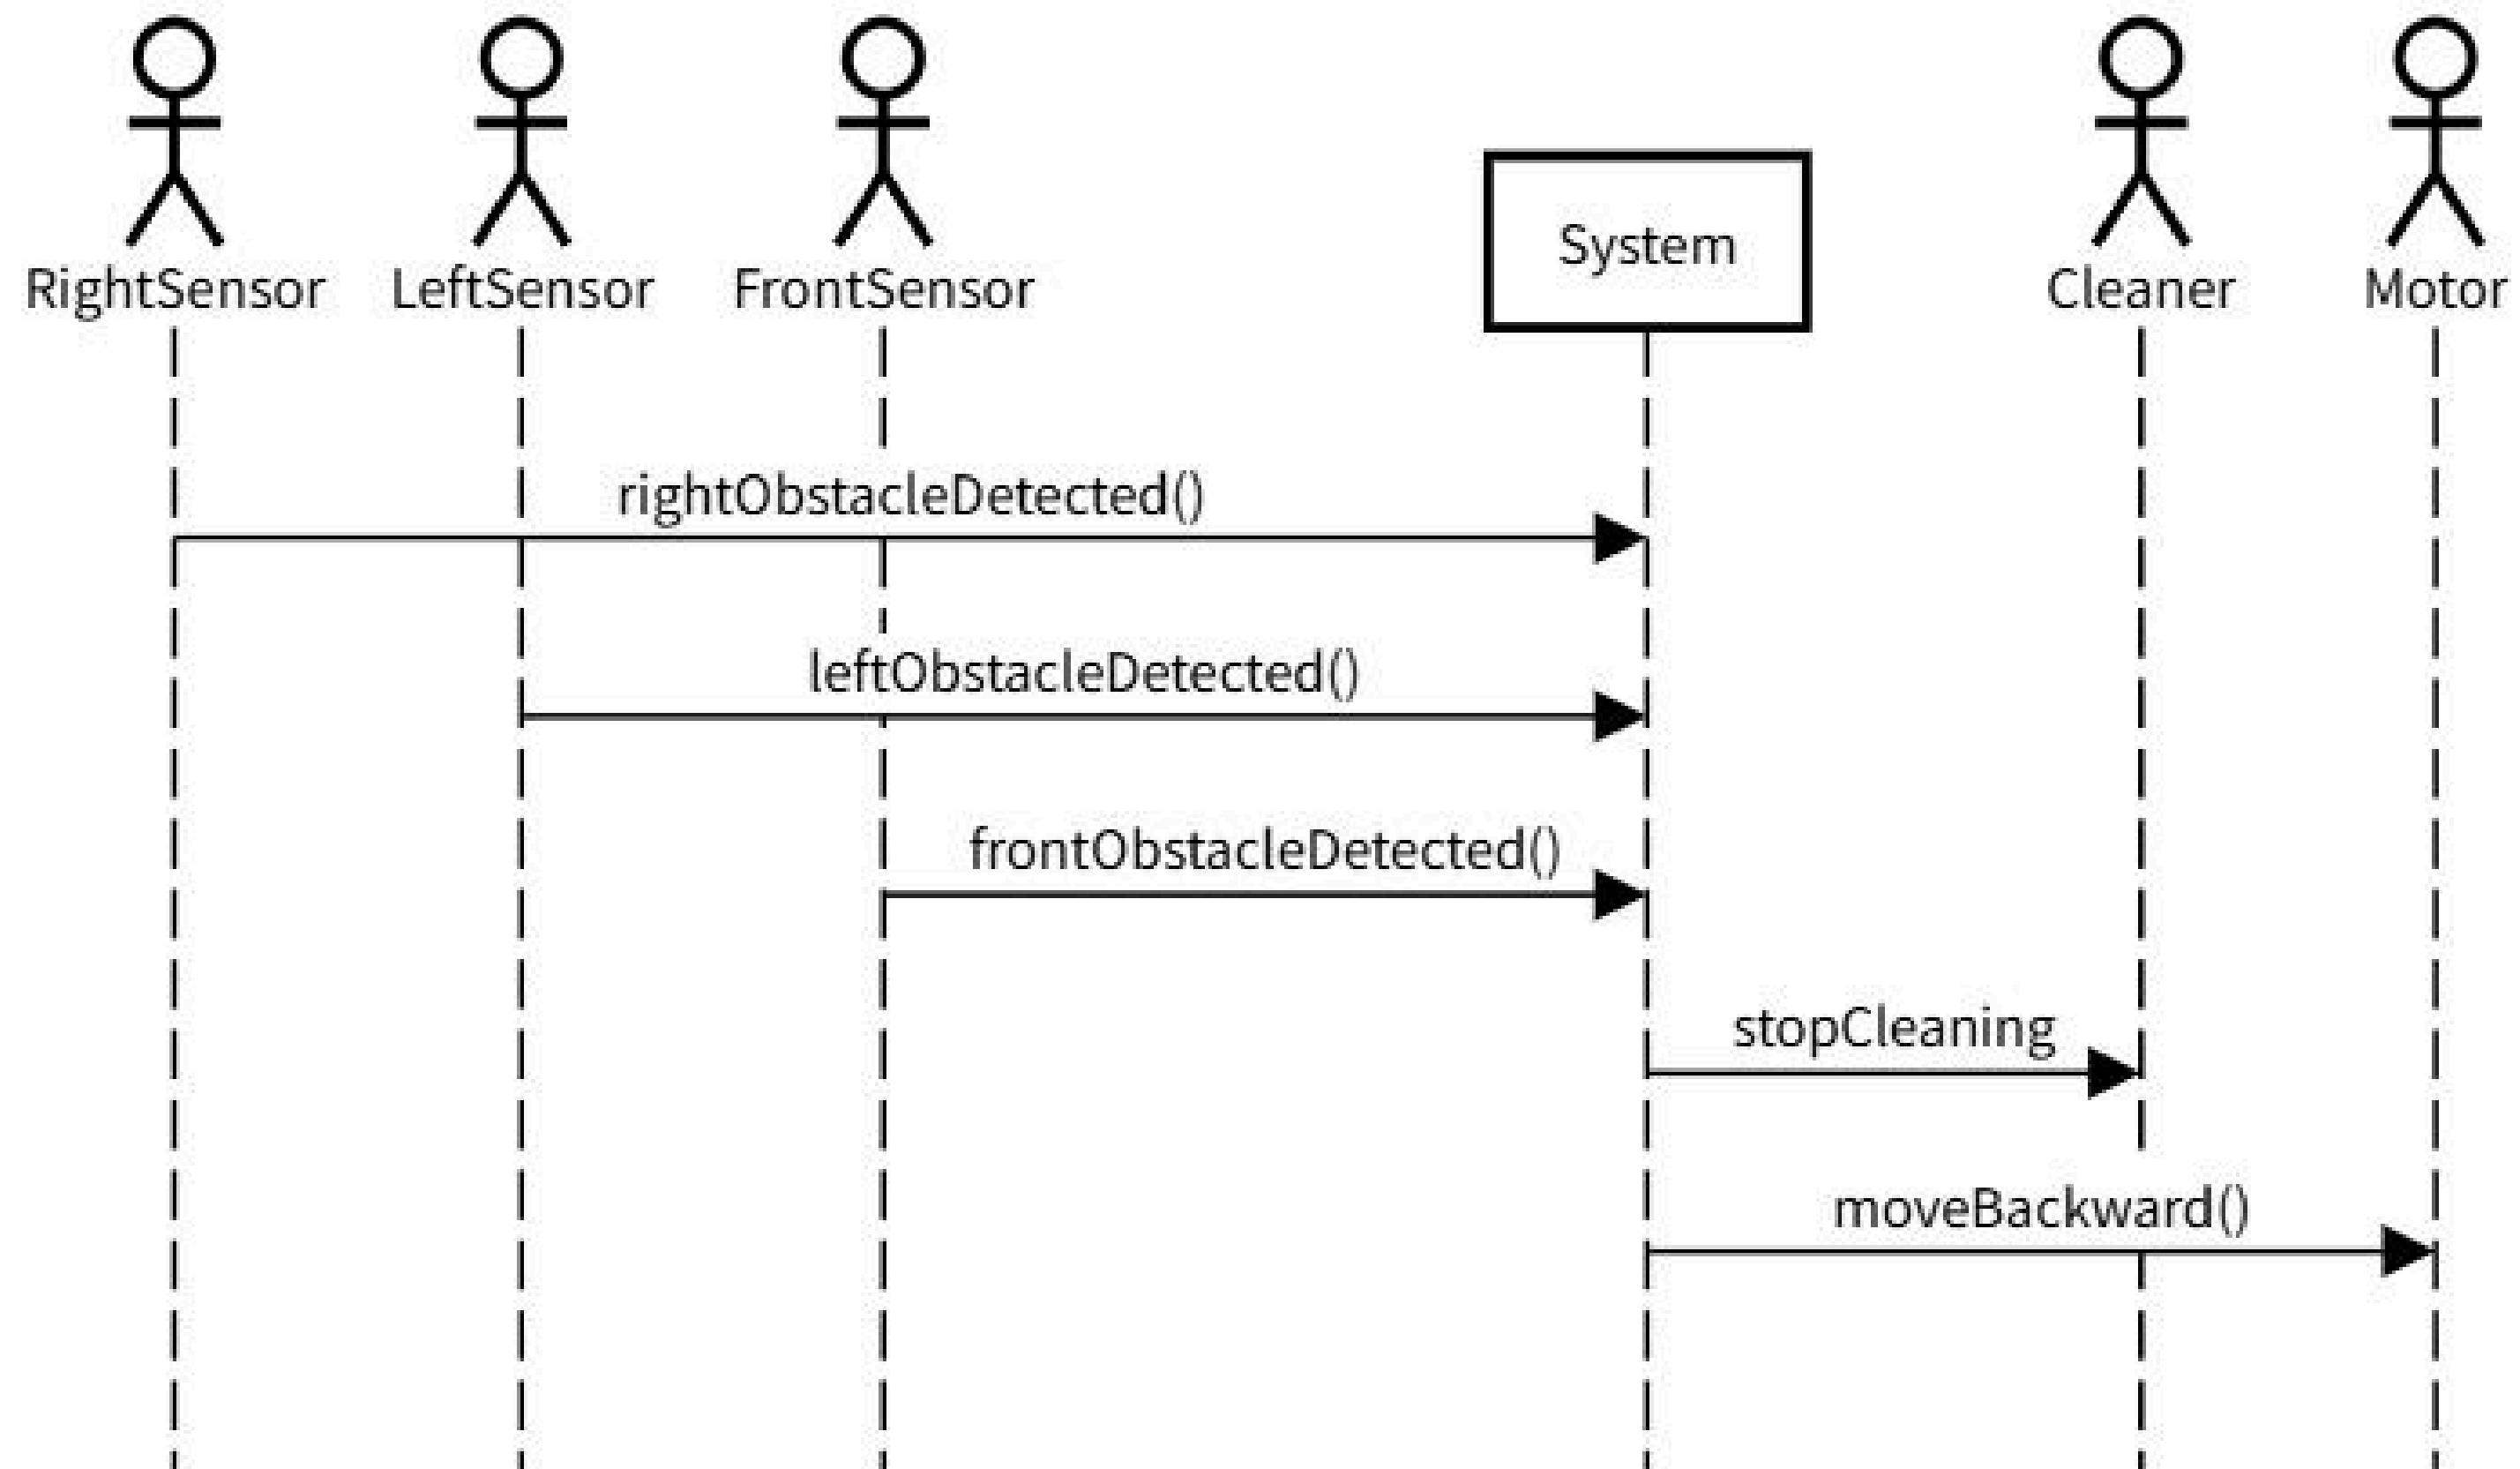 System
RightSensor
LeftSensor
FrontSensor
Cleaner
Motor
rightObstacleDetected()
leftObstacleDetected()
frontObstacleDetected()
stopCleaning
moveBackward()